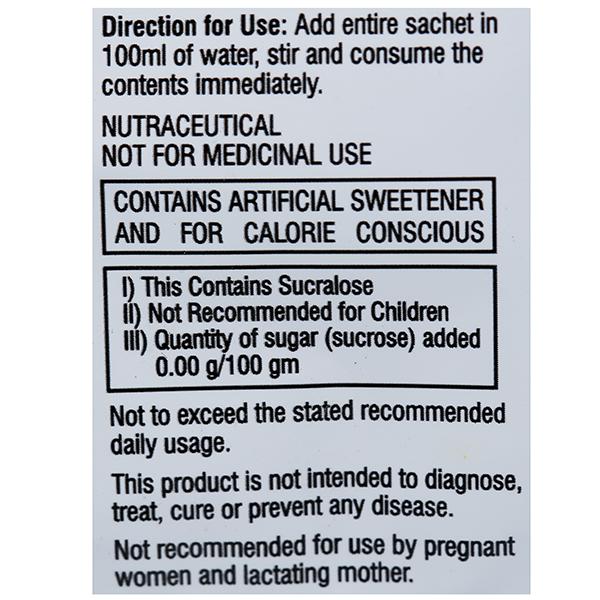 Direction for Use: Add entire sachet in
100ml of water, stir and consume the
contents immediately.
NUTRACEUTICAL
NOT FOR MEDICINAL USE
CONTAINS ARTIFICIAL SWEETENER
AND FOR CALORIE CONSCIOUS
I) This Contains Sucralose
II) Not Recommended for Children
III) Quantity of sugar (sucrose) added
0.00 g/100 gm
Not to exceed the stated recommended
daily usage.
This product is not intended to diagnose,
treat, cure or prevent any disease.
Not recommended for use by pregnant
women and lactating mother.